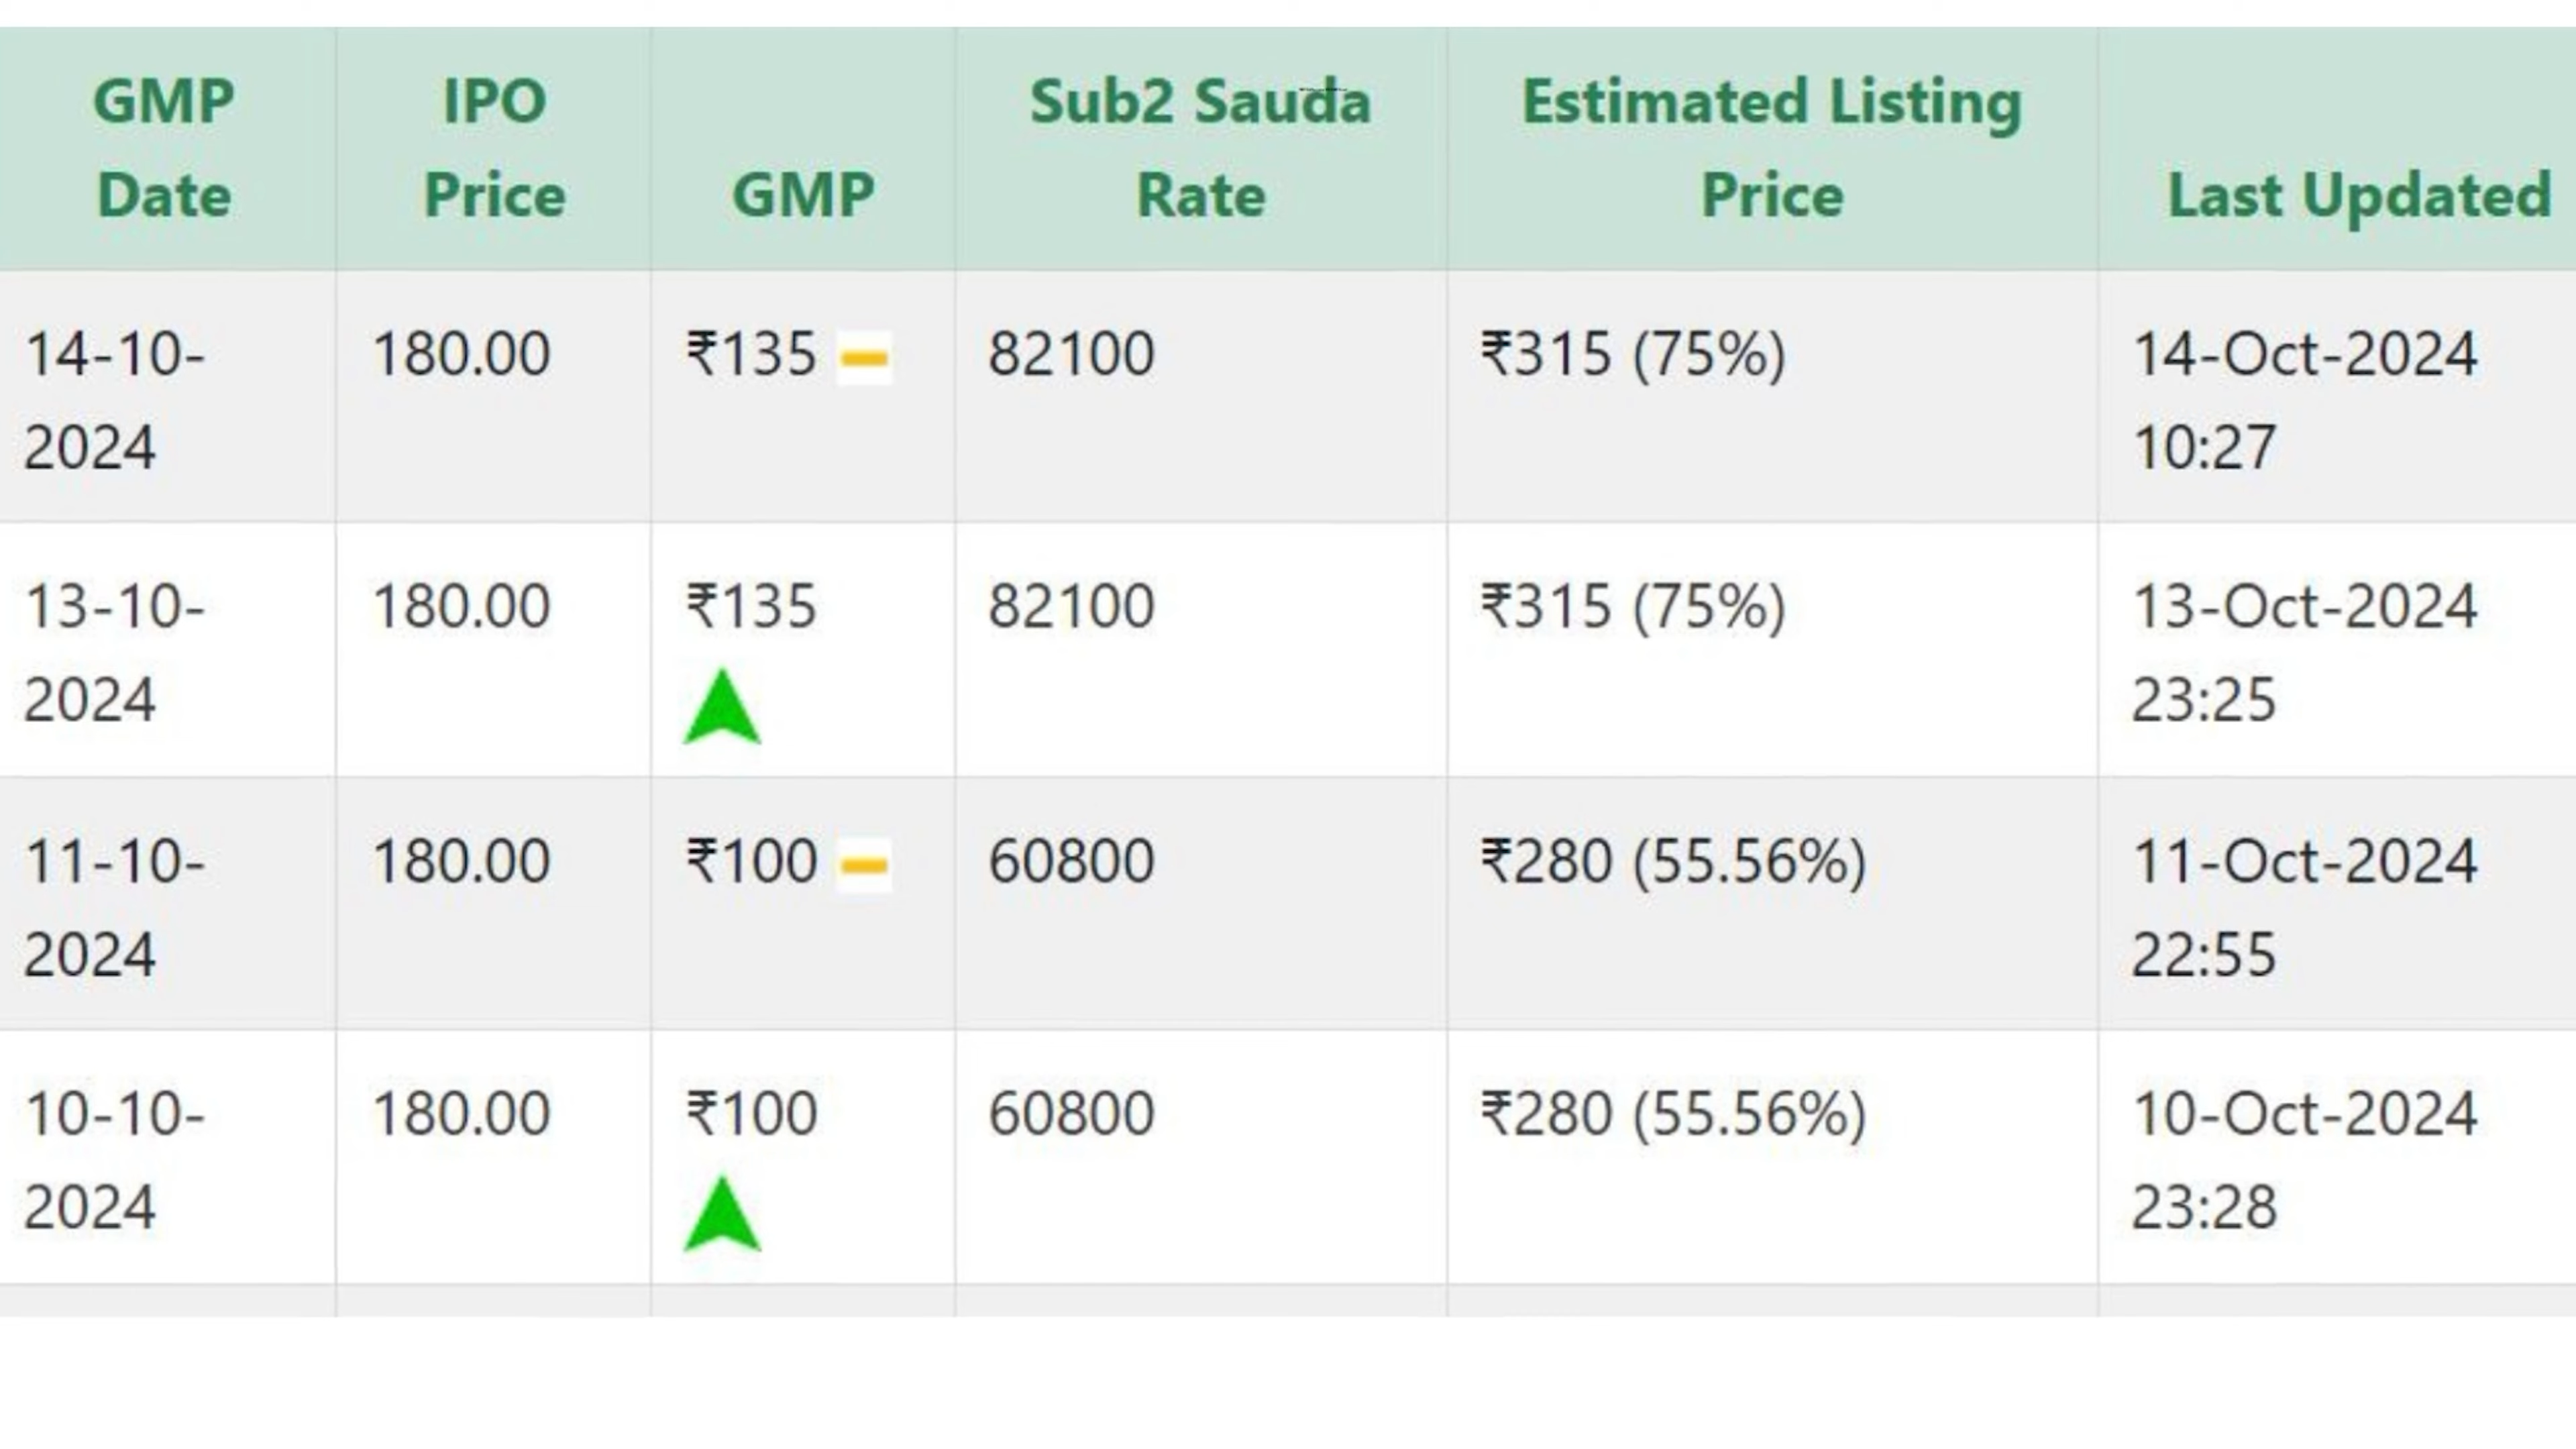 GMP Date IPO Price GMP Sub2 Sauda Rate Estimated Listing Price Last Updated
14-10-2024 180.00 ₹135 82100 ₹315 (75%) 14-Oct-2024 10:27
13-10-2024 180.00 ₹135 82100 ₹315 (75%) 13-Oct-2024 23:25
11-10-2024 180.00 ₹100 60800 ₹280 (55.56%) 11-Oct-2024 22:55
10-10-2024 180.00 ₹100 60800 ₹280 (55.56%) 10-Oct-2024 23:28